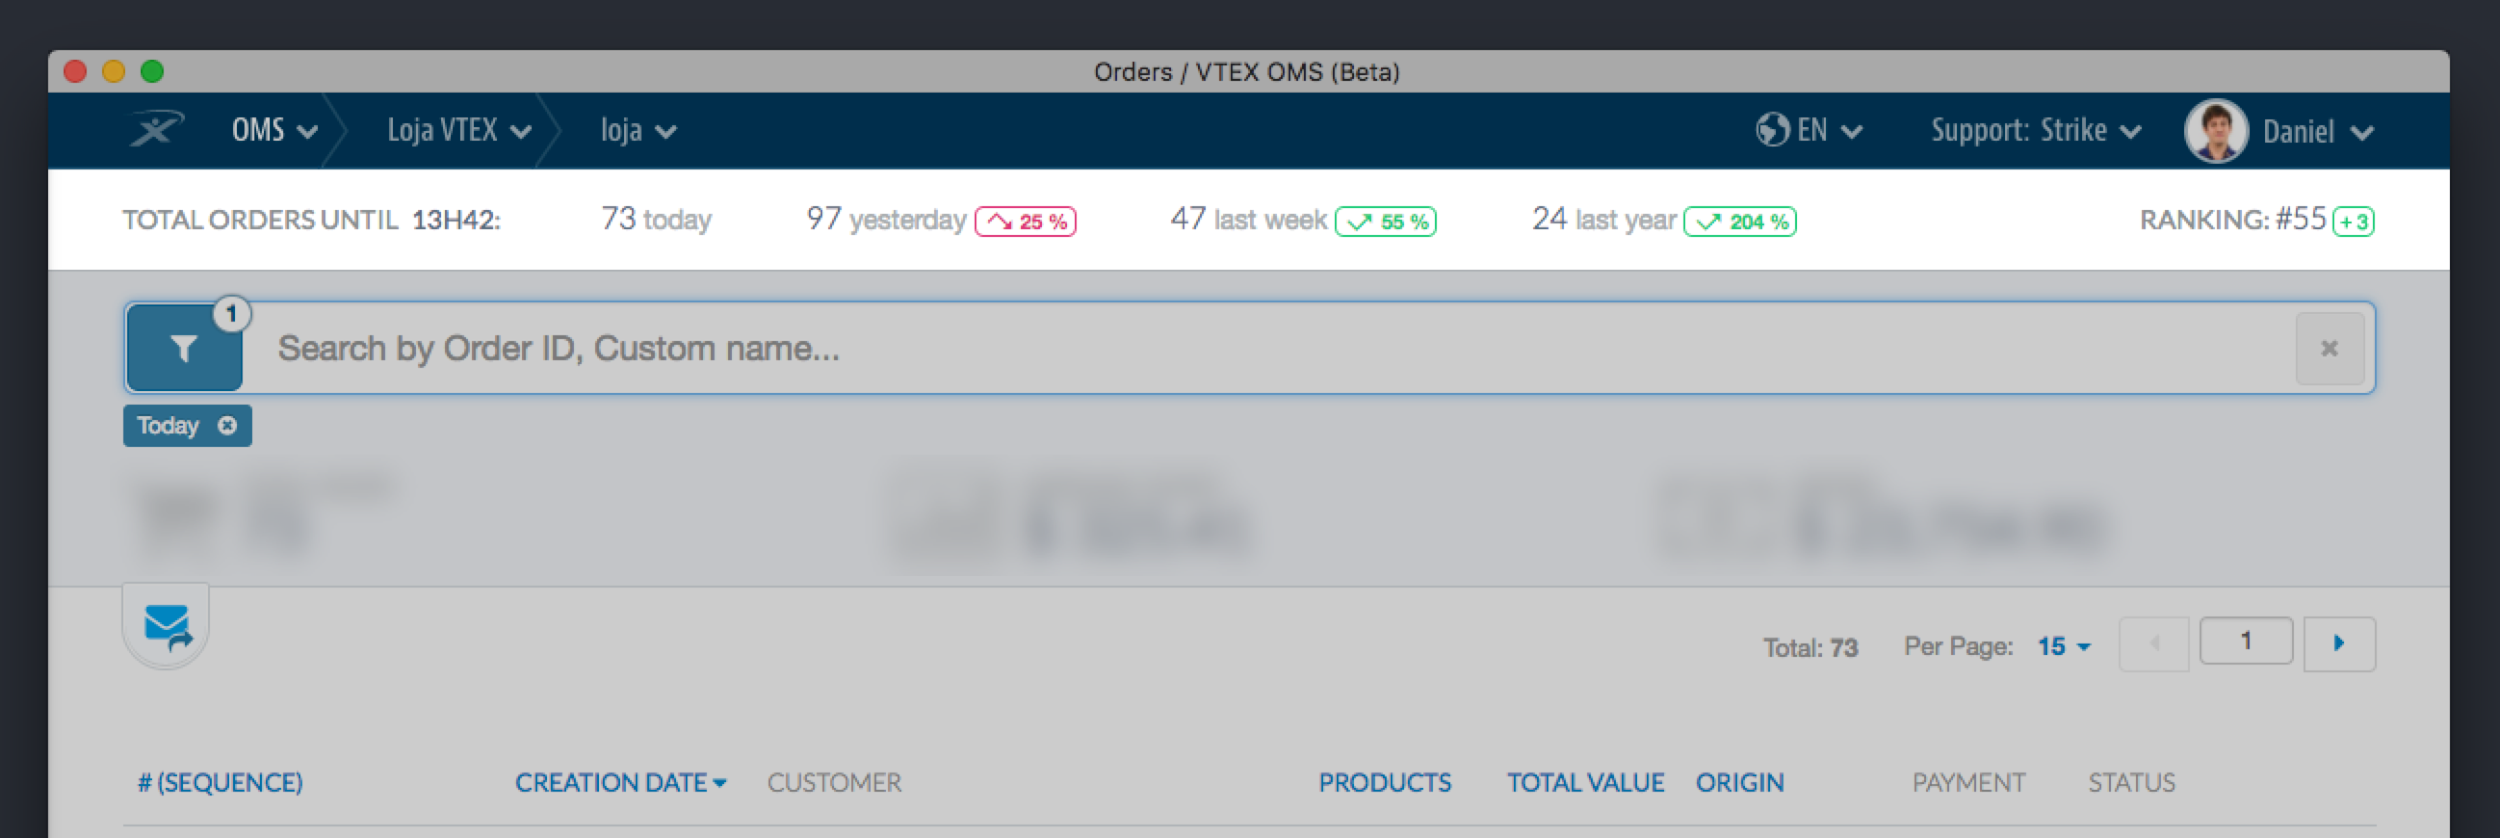 Orders / VTEX OMS (Beta)
OMS Loja VTEX loja EN Support: Strike Daniel
TOTAL ORDERS UNTIL 13H42: 73 today 97 yesterday 25 % 47 last week 55 % 24 last year 204 % RANKING: #55 +3
1
Search by Order ID, Custom name...
Today
Total: 73 Per Page: 15 1
# (SEQUENCE) CREATION DATE CUSTOMER PRODUCTS TOTAL VALUE ORIGIN PAYMENT STATUS